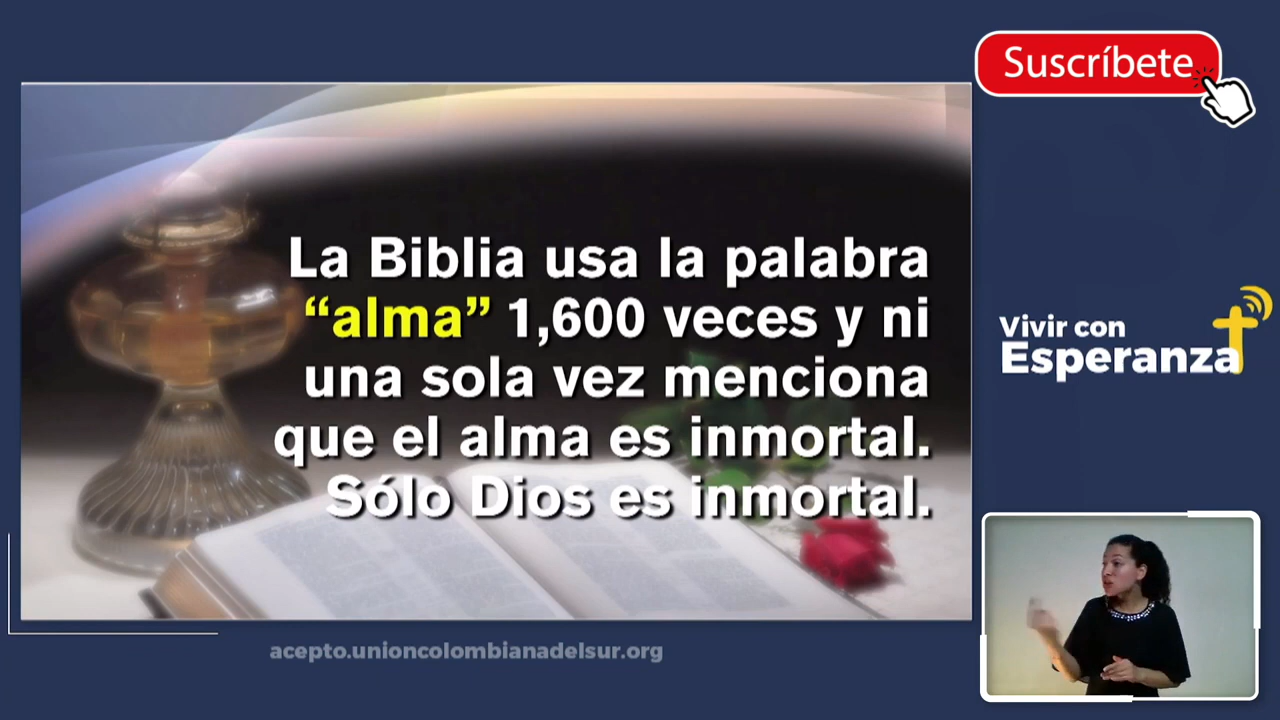 Suscríbete
La Biblia usa la palabra
“alma” 1,600 veces y ni
una sola vez menciona
que el alma es inmortal.
Sólo Dios es inmortal.
Vivir con
Esperanza
acepto.unioncolombianadelsur.org